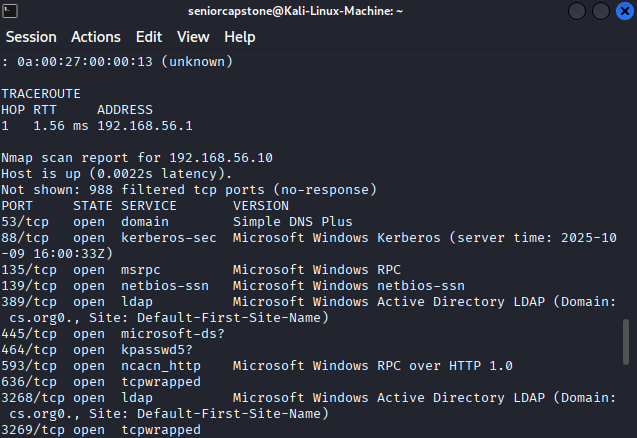 seniorcapstone@Kali-Linux-Machine: ~
Session Actions Edit View Help
: 0a:00:27:00:00:13 (unknown)
TRACEROUTE
HOP RTT     ADDRESS
1   1.56 ms 192.168.56.1
Nmap scan report for 192.168.56.10
Host is up (0.0022s latency).
Not shown: 988 filtered tcp ports (no-response)
PORT     STATE SERVICE       VERSION
53/tcp   open  domain        Simple DNS Plus
88/tcp   open  kerberos-sec  Microsoft Windows Kerberos (server time: 2025-10
-09 16:00:33Z)
135/tcp  open  msrpc         Microsoft Windows RPC
139/tcp  open  netbios-ssn   Microsoft Windows netbios-ssn
389/tcp  open  ldap          Microsoft Windows Active Directory LDAP (Domain:
 cs.org0., Site: Default-First-Site-Name)
445/tcp  open  microsoft-ds?
464/tcp  open  kpasswd5?
593/tcp  open  ncacn_http    Microsoft Windows RPC over HTTP 1.0
636/tcp  open  tcpwrapped
3268/tcp open  ldap          Microsoft Windows Active Directory LDAP (Domain:
 cs.org0., Site: Default-First-Site-Name)
3269/tcp open  tcpwrapped